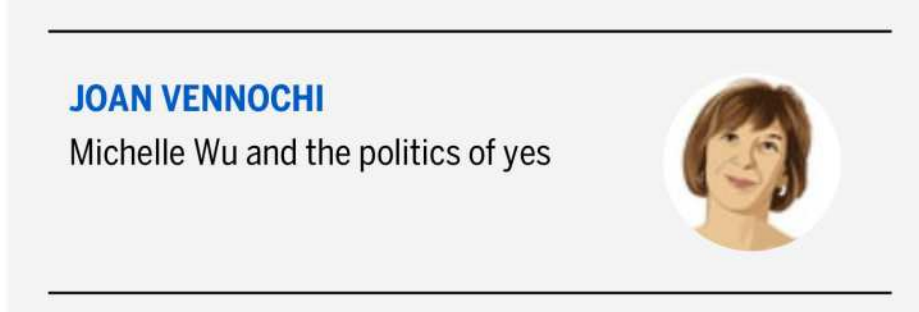 JOAN VENNOCHI
Michelle Wu and the politics of yes